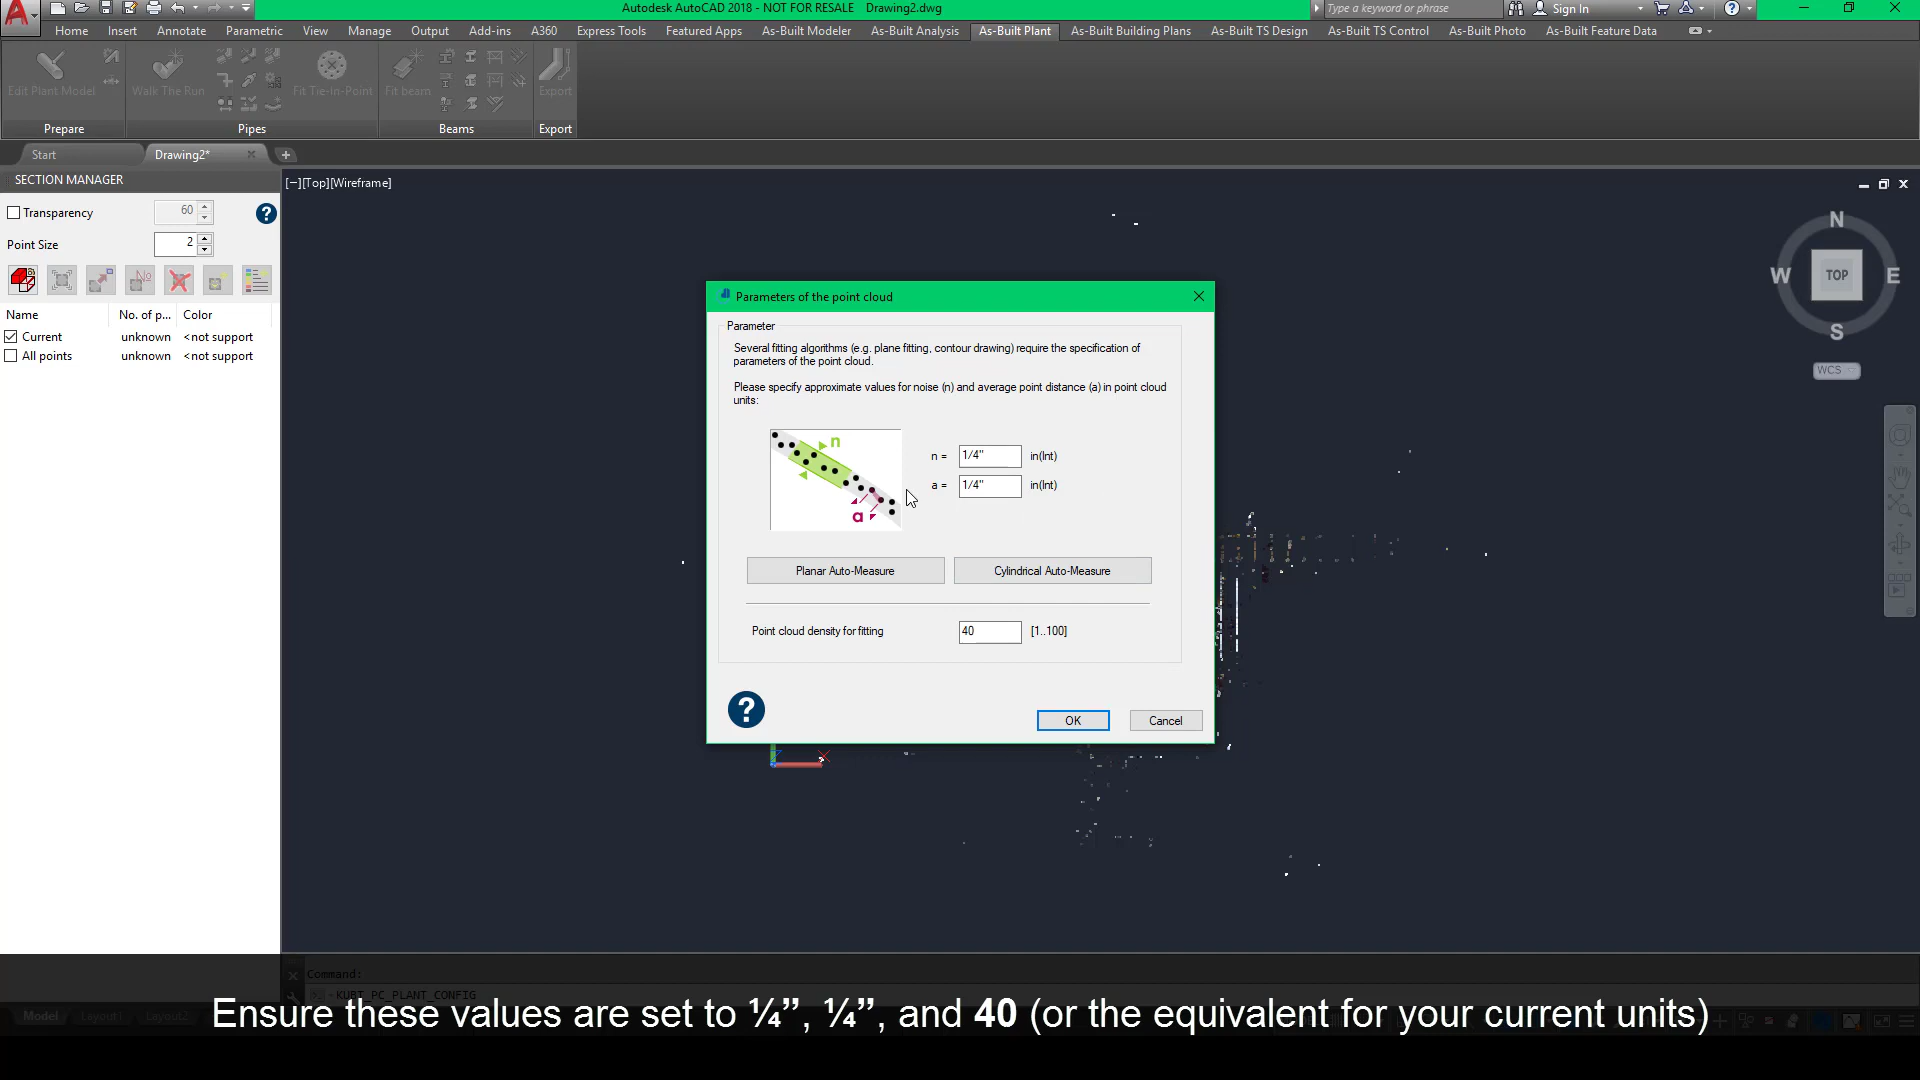 Autodesk AutoCAD 2018 - NOT FOR RESALE Drawing2.dwg
Type a keyword or phrase
Sign In
Home Insert Annotate Parametric View Manage Output Add-ins A360 Express Tools Featured Apps As-Built Modeler As-Built Analysis As-Built Plant As-Built Building Plans As-Built TS Design As-Built TS Control As-Built Photo As-Built Feature Data
Edit Plant Model Walk The Run Fit Tie-In-Point Fit beam Export
Prepare Pipes Beams Export
Start Drawing2*
SECTION MANAGER
[−][Top][Wireframe]
Transparency 60
Point Size 2
No
Name No. of p... Color
Current unknown <not support
All points unknown <not support
N
W TOP E
S
WCS
Parameters of the point cloud
Parameter
Several fitting algorithms (e.g. plane fitting, contour drawing) require the specification of
parameters of the point cloud.
Please specify approximate values for noise (n) and average point distance (a) in point cloud
units:
n
a
n = 1/4" in(Int)
a = 1/4" in(Int)
Planar Auto-Measure Cylindrical Auto-Measure
Point cloud density for fitting 40 [1..100]
OK Cancel
Command:
KUBT_PC_PLANT_CONFIG
Model Layout1 Layout2
Ensure these values are set to ¼”, ¼”, and 40 (or the equivalent for your current units)